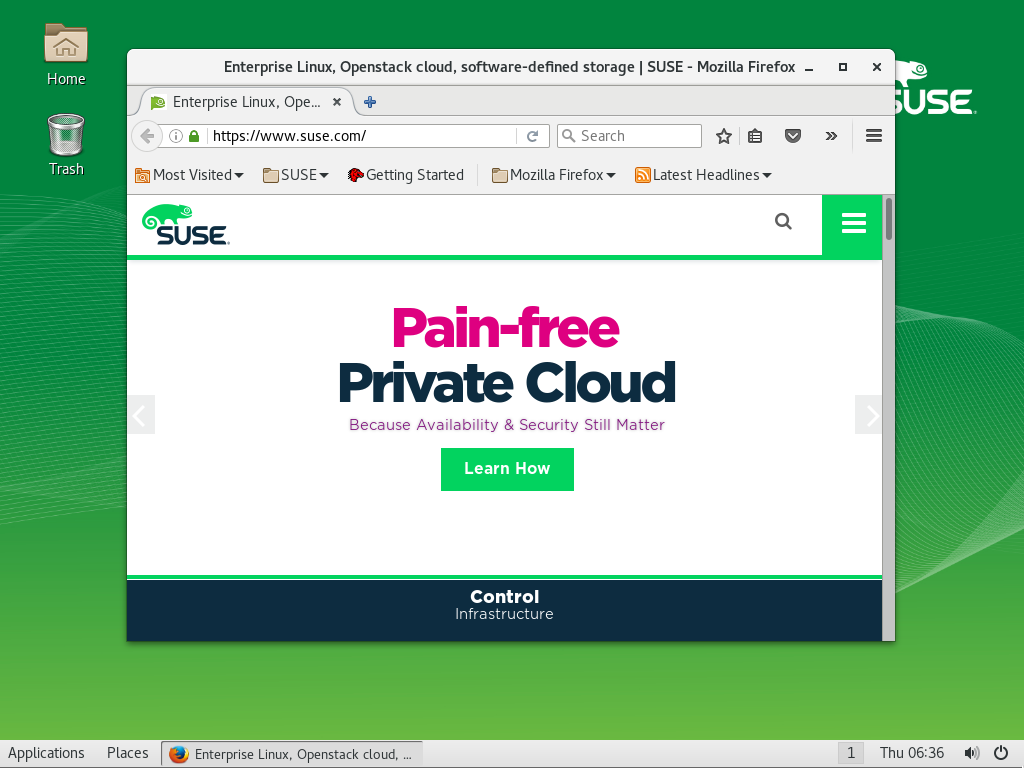 Home
Trash
SUSE
Enterprise Linux, Openstack cloud, software-defined storage | SUSE - Mozilla Firefox
Enterprise Linux, Ope...
https://www.suse.com/
Search
Most Visited
SUSE
Getting Started
Mozilla Firefox
Latest Headlines
SUSE
Pain-free
Private Cloud
Because Availability & Security Still Matter
Learn How
Control
Infrastructure
Applications
Places
Enterprise Linux, Openstack cloud, ...
1
Thu 06:36